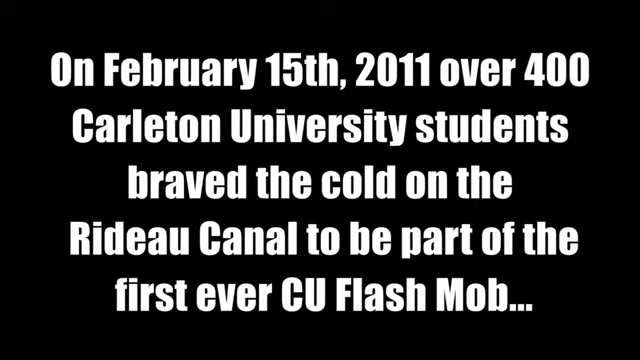 On February 15th, 2011 over 400
Carleton University students
braved the cold on the
Rideau Canal to be part of the
first ever CU Flash Mob...